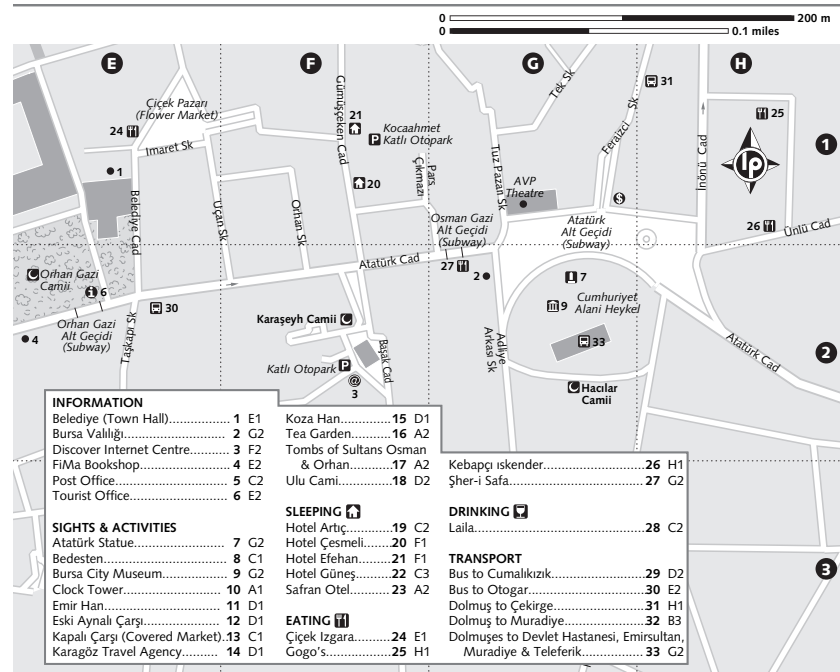 0 200 m
0 0.1 miles
E
F
G
H
1
2
3
Çiçek Pazarı
(Flower Market)
24
Imaret Sk
1
Gümüşçeken Cad
21
Kocaahmet
Katlı Otopark
P
20
Pars
Çıkmazı
Tek Sk
Tuz Pazan Sk
Feraizci Sk
31
AVP
Theatre
$
İnönü Cad
25
lp
26
Ünlü Cad
Belediye Cad
Uçan Sk
Orhan Sk
Osman Gazi
Alt Geçidi
(Subway)
Atatürk
Alt Geçidi
(Subway)
Atatürk Cad
27
2
7
9
Cumhuriyet
Alani Heykel
33
Orhan Gazi
Camii
i
6
30
Orhan Gazi
Alt Geçidi
(Subway)
4
Taşkapı Sk
Karaşeyh Camii
Katlı Otopark
P
@
3
Başak Cad
Adliye
Arkası Sk
Hacılar
Camii
Atatürk Cad
INFORMATION
Belediye (Town Hall)................ 1 E1
Bursa Valılığı.......................... 2 G2
Discover Internet Centre........ 3 F2
FiMa Bookshop...................... 4 E2
Post Office............................. 5 C2
Tourist Office......................... 6 E2
SIGHTS & ACTIVITIES
Atatürk Statue........................ 7 G2
Bedesten............................... 8 C1
Bursa City Museum................ 9 G2
Clock Tower.......................... 10 A1
Emir Han............................... 11 D1
Eski Aynalı Çarşı.................... 12 D1
Kapalı Çarşı (Covered Market).13 C1
Karagöz Travel Agency.......... 14 D1
Koza Han............15 D1
Tea Garden..........16 A2
Tombs of Sultans Osman
& Orhan..........17 A2
Ulu Cami............18 D2
SLEEPING
Hotel Artıç..........19 C2
Hotel Çesmeli......20 F1
Hotel Efehan.......21 F1
Hotel Güneş........22 C3
Safran Otel..........23 A2
EATING
Çiçek Izgara.........24 E1
Gogo's................25 H1
Kebapçı ıskender.................. 26 H1
Şher-i Safa........................... 27 G2
DRINKING
Laila..................................... 28 C2
TRANSPORT
Bus to Cumalıkızık................. 29 D2
Bus to Otogar....................... 30 E2
Dolmuş to Çekirge................ 31 H1
Dolmuş to Muradiye.............. 32 B3
Dolmuşes to Devlet Hastanesi, Emirsultan,
Muradiye & Teleferik........... 33 G2